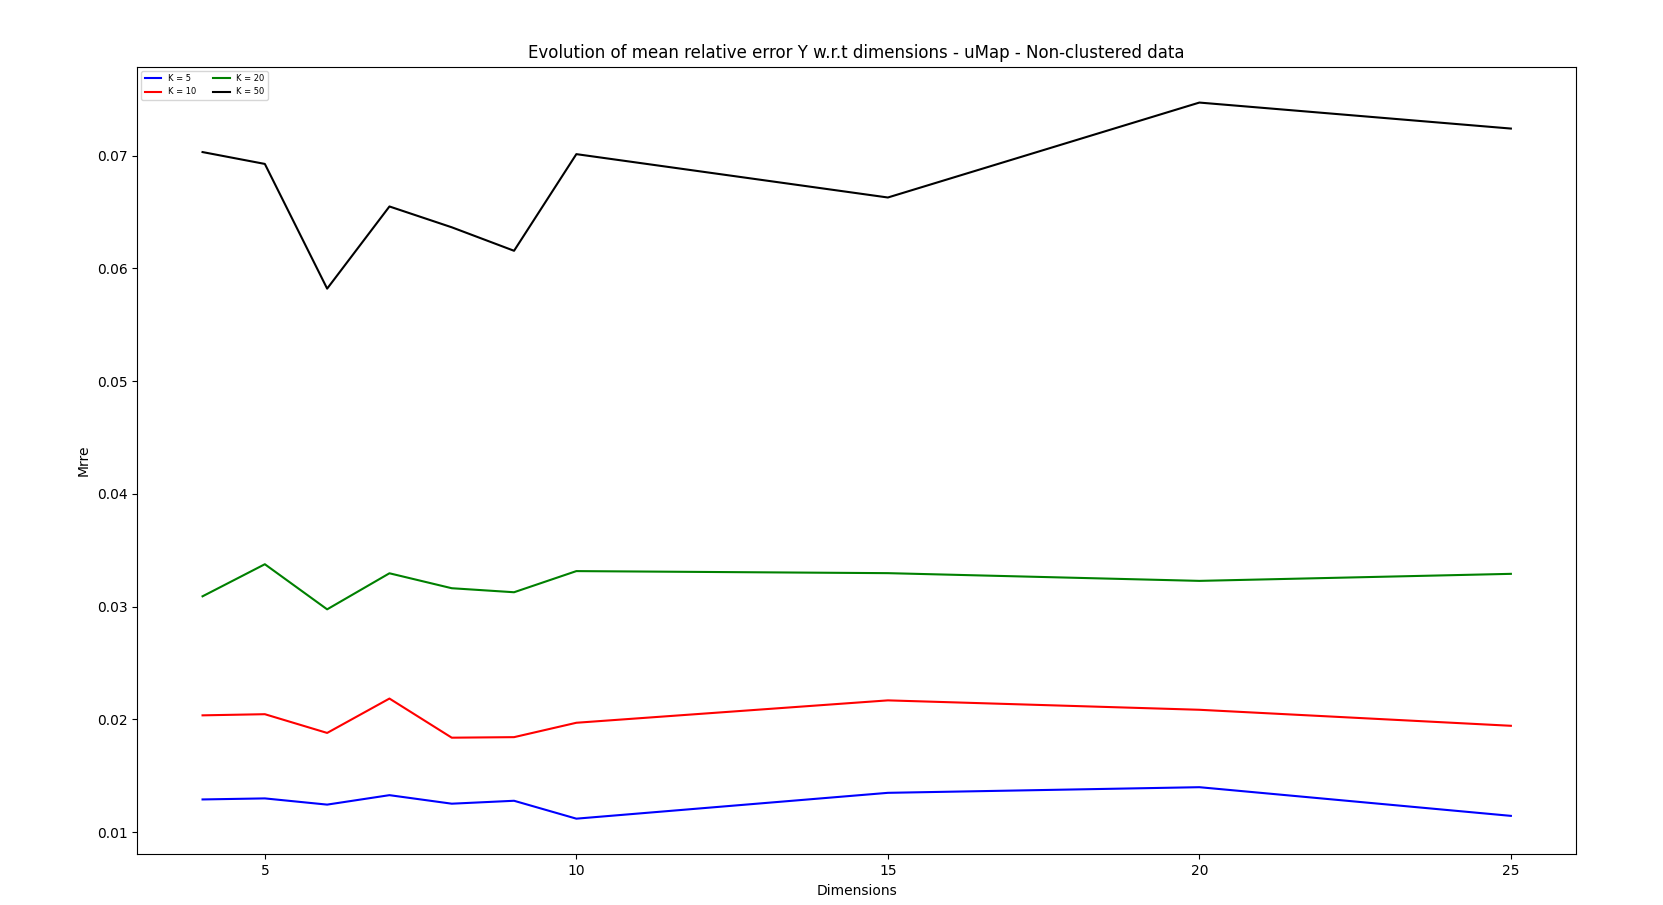 Evolution of mean relative error Y w.r.t dimensions - uMap - Non-clustered data
K = 5 K = 20
K = 10 K = 50
0.07
0.06
0.05
0.04
0.03
0.02
0.01
Mrre
5 10 15 20 25
Dimensions